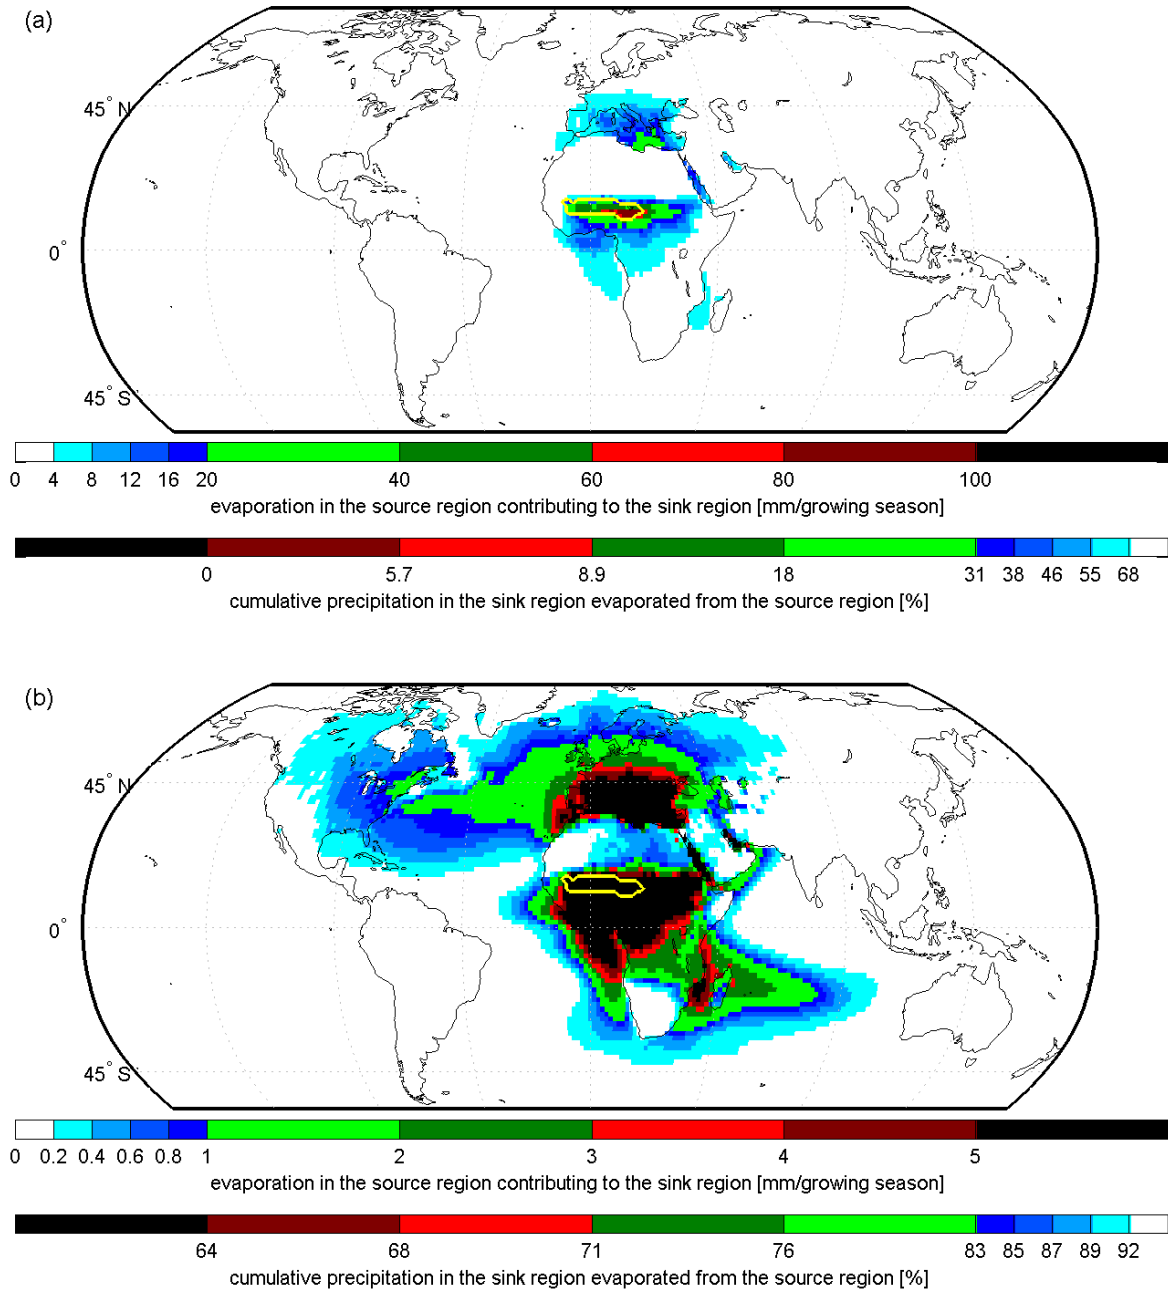 (a)
45° N
0°
45° S
0 4 8 12 16 20 40 60 80 100
evaporation in the source region contributing to the sink region [mm/growing season]
0 5.7 8.9 18 31 38 46 55 68
cumulative precipitation in the sink region evaporated from the source region [%]
(b)
45° N
0°
45° S
0 0.2 0.4 0.6 0.8 1 2 3 4 5
evaporation in the source region contributing to the sink region [mm/growing season]
64 68 71 76 83 85 87 89 92
cumulative precipitation in the sink region evaporated from the source region [%]